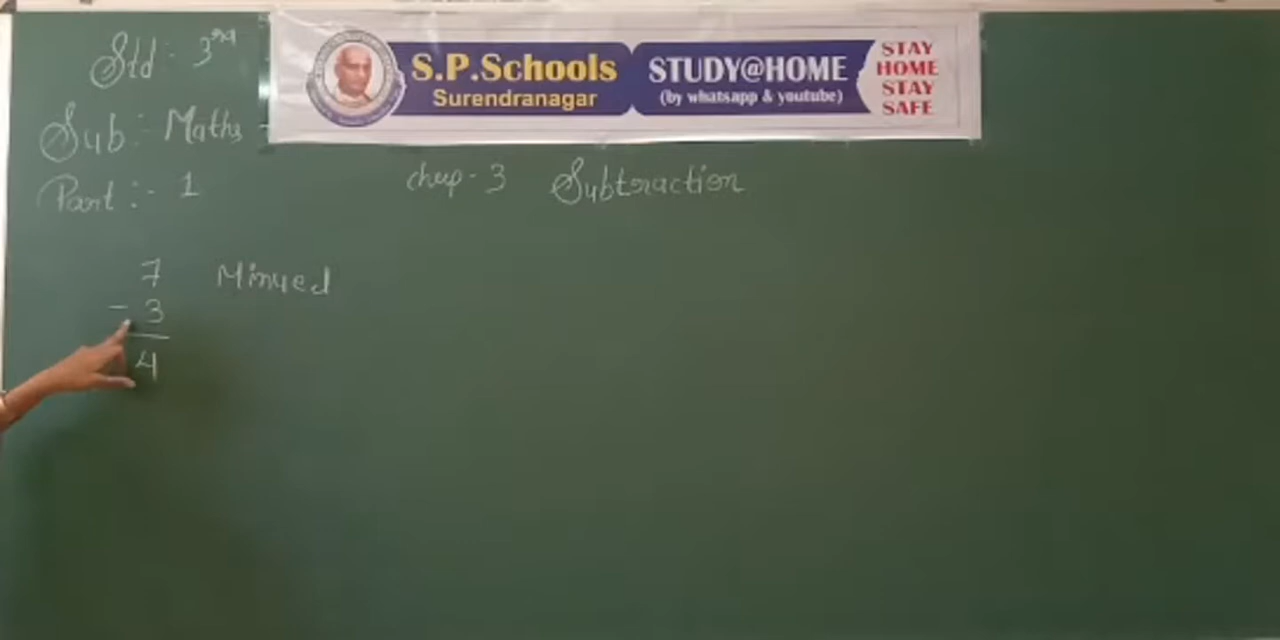 Std :- 3rd
S.P.Schools
Surendranagar
STUDY@HOME
(by whatsapp & youtube)
STAY
HOME
STAY
SAFE
Sub :- Maths
Part :- 1
chap - 3 Subtraction
7 Minued
- 3
4